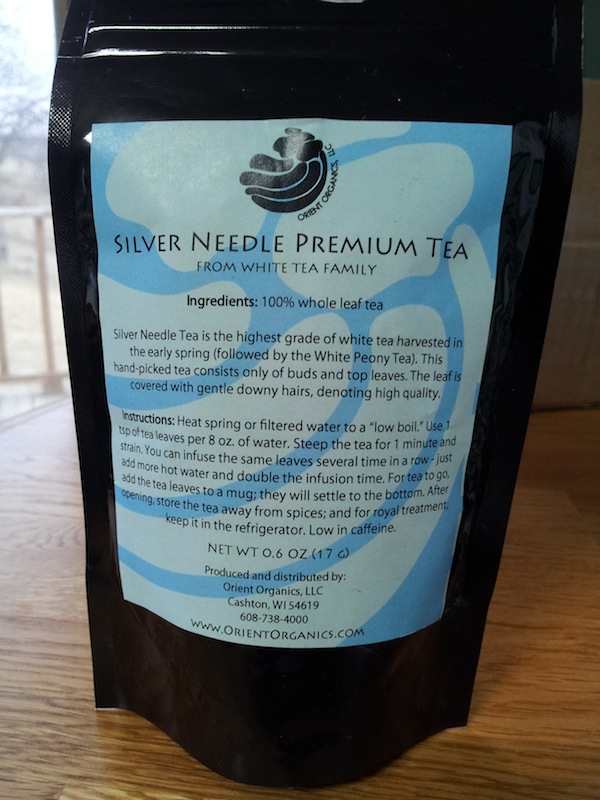 ORIENT ORGANICS, LLC
SILVER NEEDLE PREMIUM TEA
FROM WHITE TEA FAMILY
Ingredients: 100% whole leaf tea
Silver Needle Tea is the highest grade of white tea harvested in
the early spring (followed by the White Peony Tea). This
hand-picked tea consists only of buds and top leaves. The leaf is
covered with gentle downy hairs, denoting high quality.
Instructions: Heat spring or filtered water to a "low boil." Use 1
tsp of tea leaves per 8 oz. of water. Steep the tea for 1 minute and
strain. You can infuse the same leaves several time in a row - just
add more hot water and double the infusion time. For tea to go,
add the tea leaves to a mug; they will settle to the bottom. After
opening, store the tea away from spices; and for royal treatment,
keep it in the refrigerator. Low in caffeine.
NET WT 0.6 OZ (17 G)
Produced and distributed by:
Orient Organics, LLC
Cashton, WI 54619
608-738-4000
WWW.ORIENTORGANICS.COM